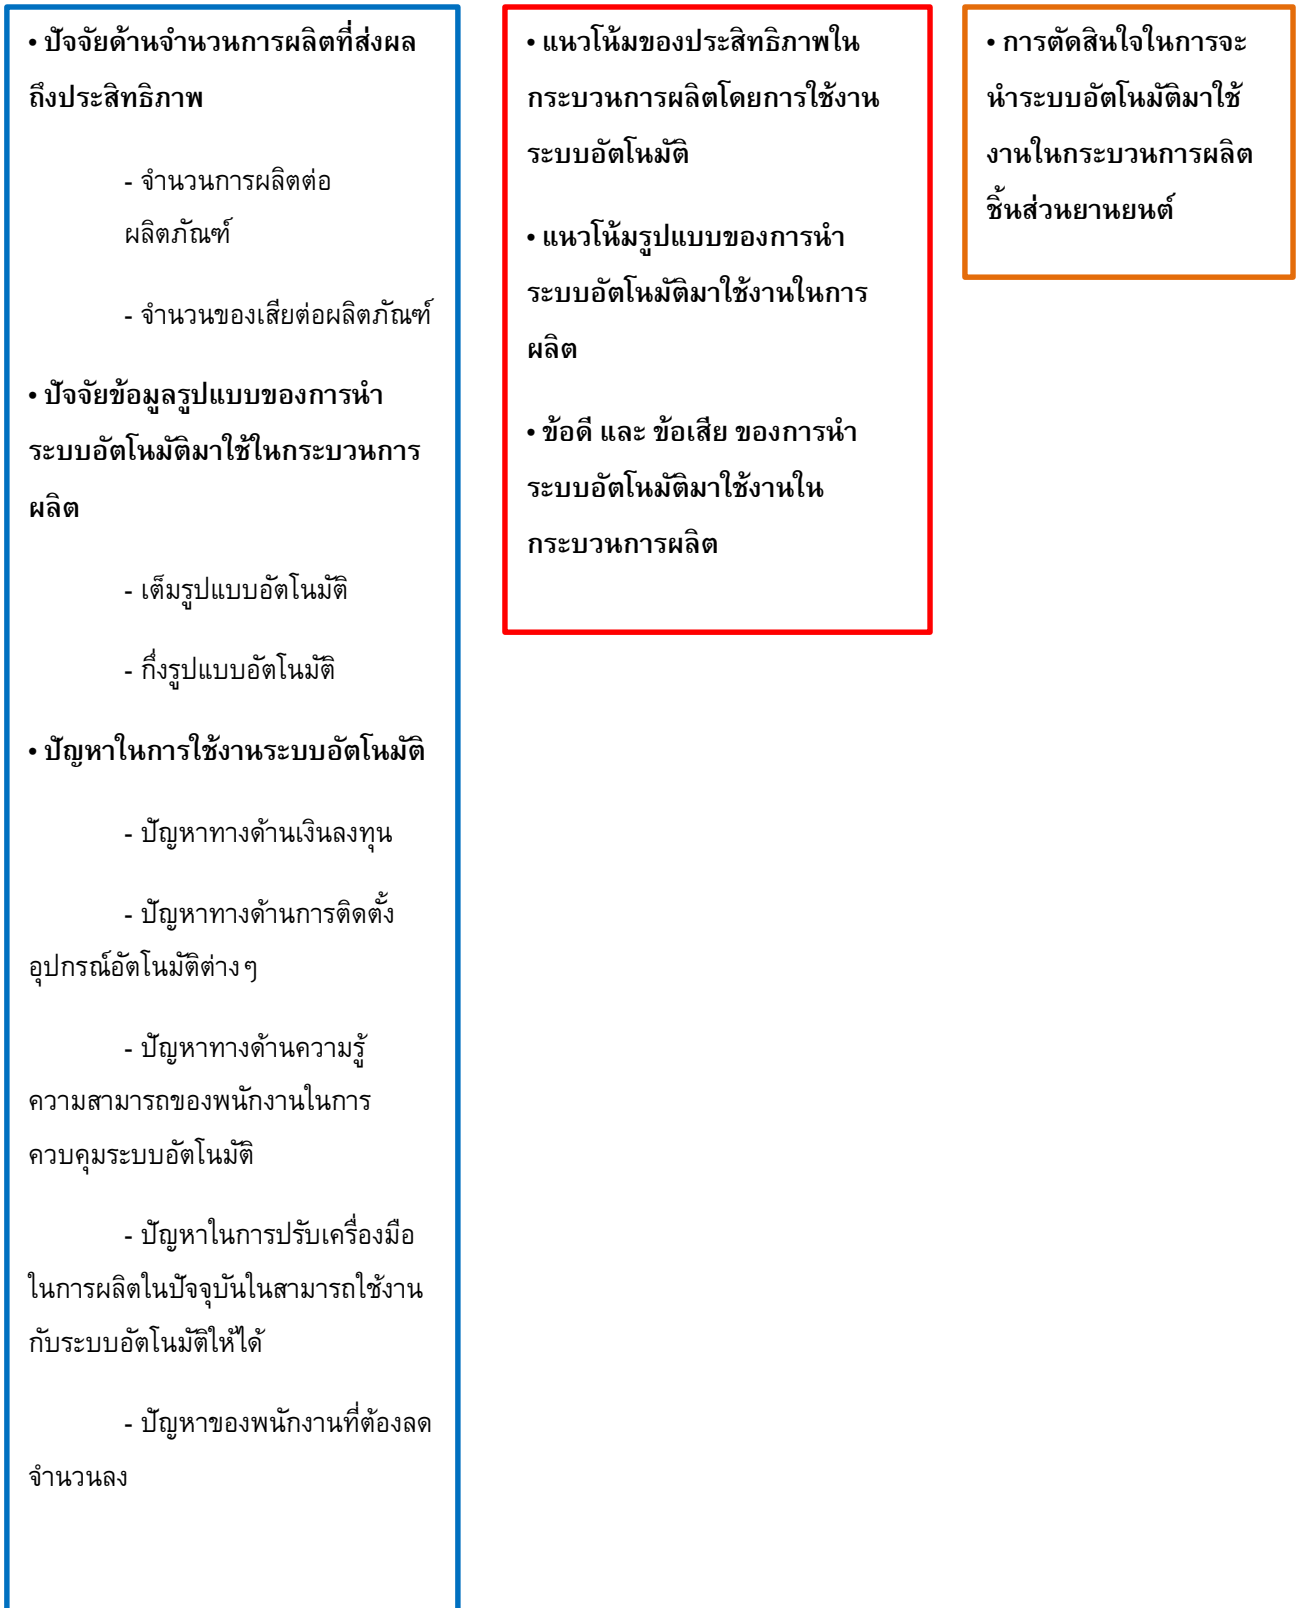 • ปัจจัยด้านจำนวนการผลิตที่ส่งผล
ถึงประสิทธิภาพ
- จำนวนการผลิตต่อ
ผลิตภัณฑ์
- จำนวนของเสียต่อผลิตภัณฑ์
• ปัจจัยข้อมูลรูปแบบของการนำ
ระบบอัตโนมัติมาใช้ในกระบวนการ
ผลิต
- เต็มรูปแบบอัตโนมัติ
- กึ่งรูปแบบอัตโนมัติ
• ปัญหาในการใช้งานระบบอัตโนมัติ
- ปัญหาทางด้านเงินลงทุน
- ปัญหาทางด้านการติดตั้ง
อุปกรณ์อัตโนมัติต่างๆ
- ปัญหาทางด้านความรู้
ความสามารถของพนักงานในการ
ควบคุมระบบอัตโนมัติ
- ปัญหาในการปรับเครื่องมือ
ในการผลิตในปัจจุบันในสามารถใช้งาน
กับระบบอัตโนมัติให้ได้
- ปัญหาของพนักงานที่ต้องลด
จำนวนลง
• แนวโน้มของประสิทธิภาพใน
กระบวนการผลิตโดยการใช้งาน
ระบบอัตโนมัติ
• แนวโน้มรูปแบบของการนำ
ระบบอัตโนมัติมาใช้งานในการ
ผลิต
• ข้อดี และ ข้อเสีย ของการนำ
ระบบอัตโนมัติมาใช้งานใน
กระบวนการผลิต
• การตัดสินใจในการจะ
นำระบบอัตโนมัติมาใช้
งานในกระบวนการผลิต
ชิ้นส่วนยานยนต์